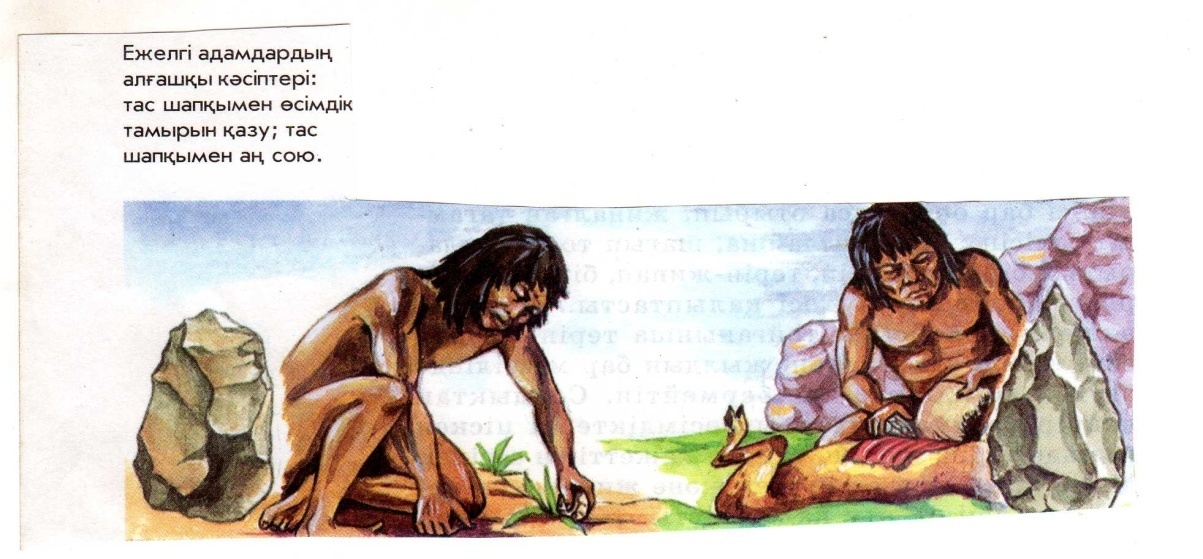 Ежелгі адамдардың
алғашқы кәсіптері:
тас шапқымен өсімдік
тамырын қазу; тас
шапқымен аң сою.